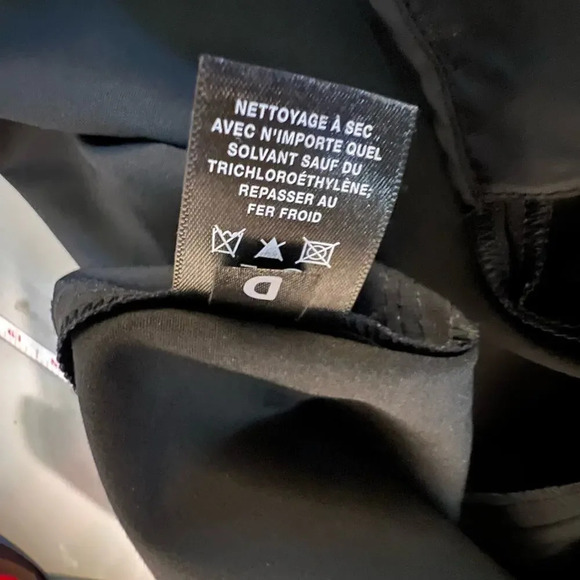 NETTOYAGE À SEC
AVEC N'IMPORTE QUEL
SOLVANT SAUF DU
TRICHLOROÉTHYLÈNE,
REPASSER AU
FER FROID
D